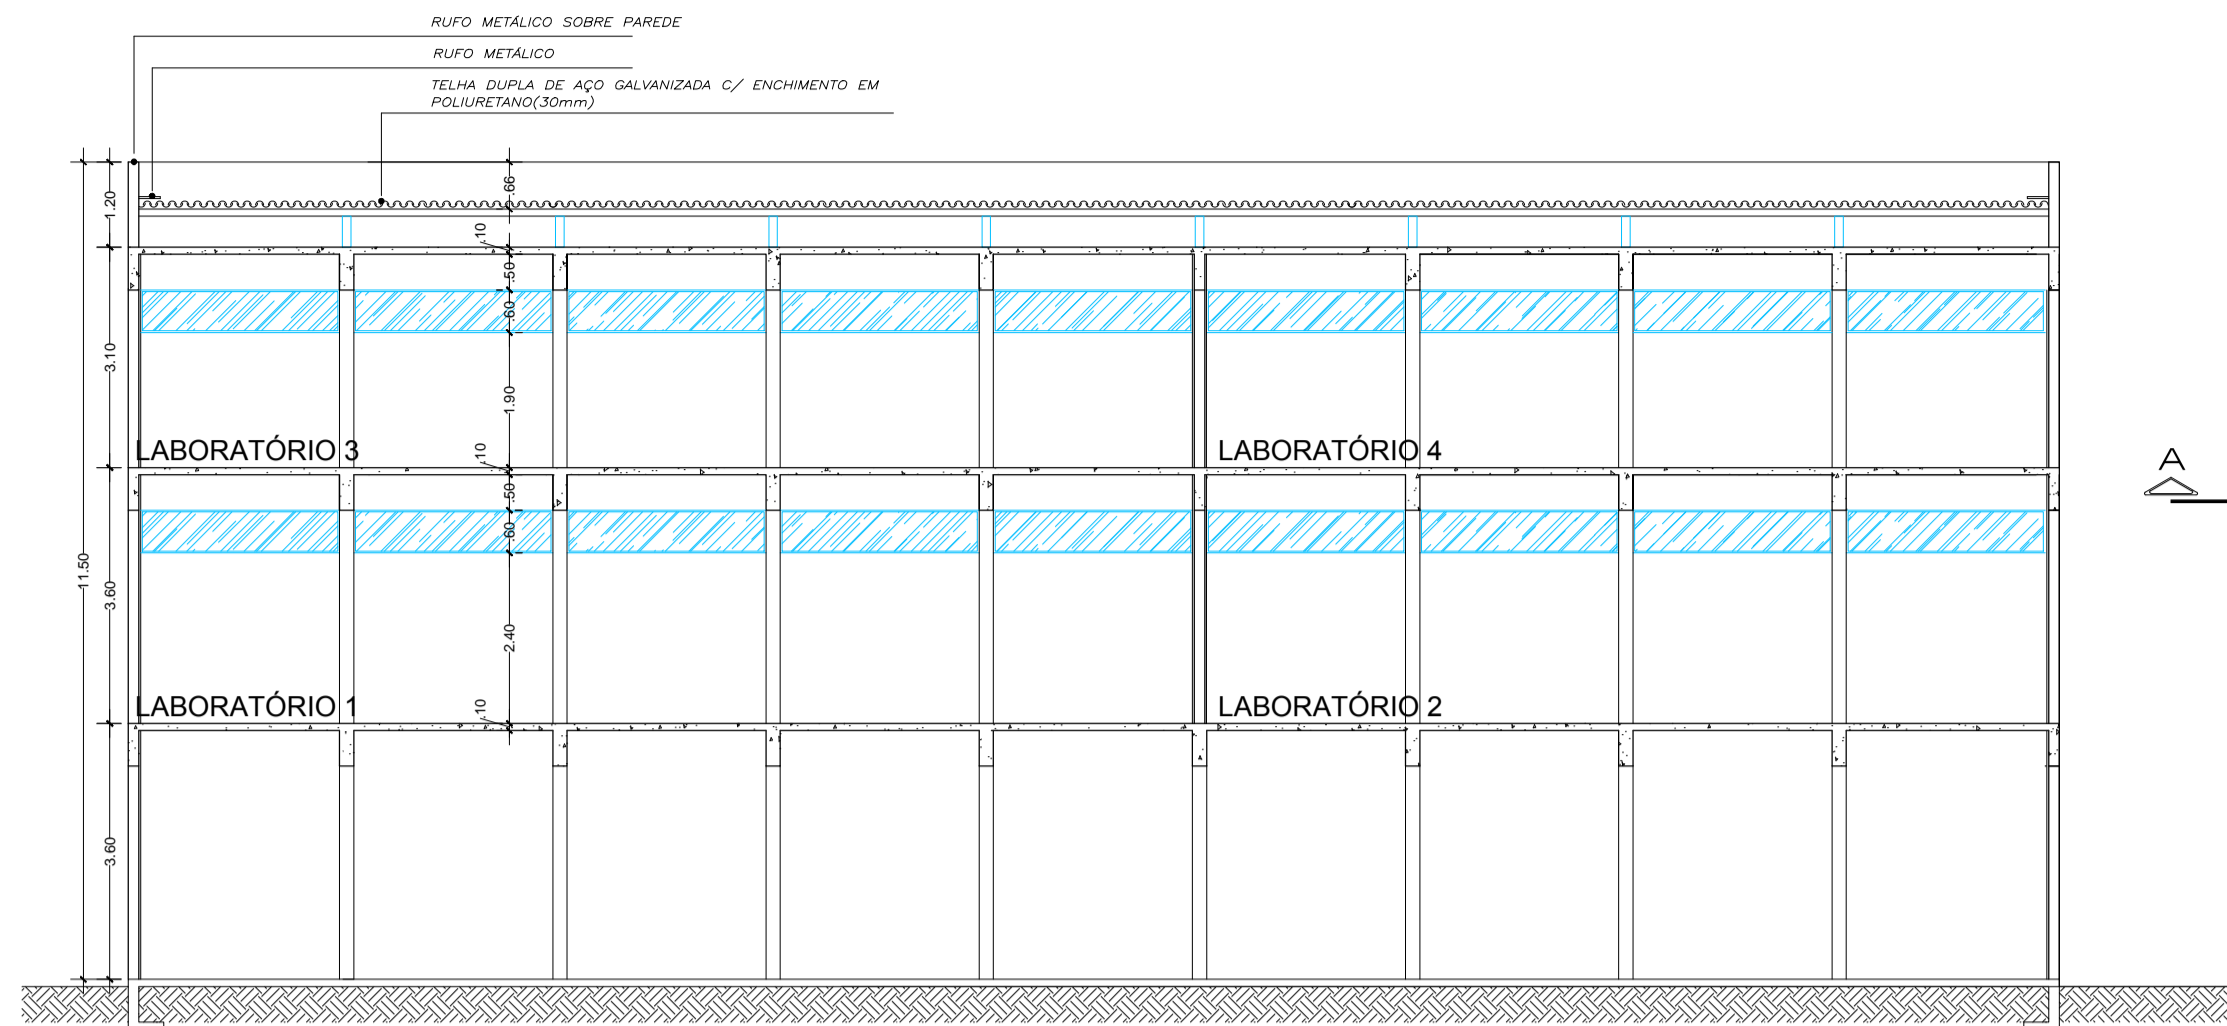 RUFO METÁLICO SOBRE PAREDE
RUFO METÁLICO
TELHA DUPLA DE AÇO GALVANIZADA C/ ENCHIMENTO EM
POLIURETANO(30mm)
1.20
.66
.10
.50
.60
3.10
1.90
LABORATÓRIO 3
.10
LABORATÓRIO 4
A
.50
.60
11.50
3.60
2.40
LABORATÓRIO 1
.10
LABORATÓRIO 2
3.60